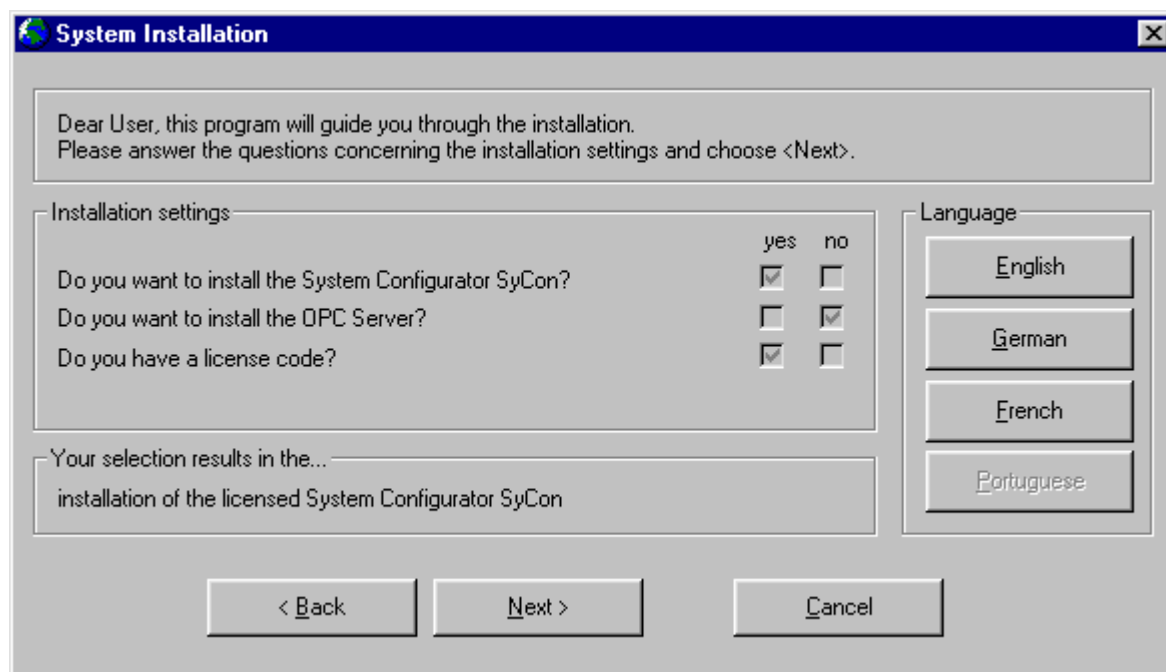 System Installation
Dear User, this program will guide you through the installation.
Please answer the questions concerning the installation settings and choose <Next>.
Installation settings
yes no
Do you want to install the System Configurator SyCon?
Do you want to install the OPC Server?
Do you have a license code?
Your selection results in the...
installation of the licensed System Configurator SyCon
Language
English
German
French
Portuguese
< Back
Next >
Cancel